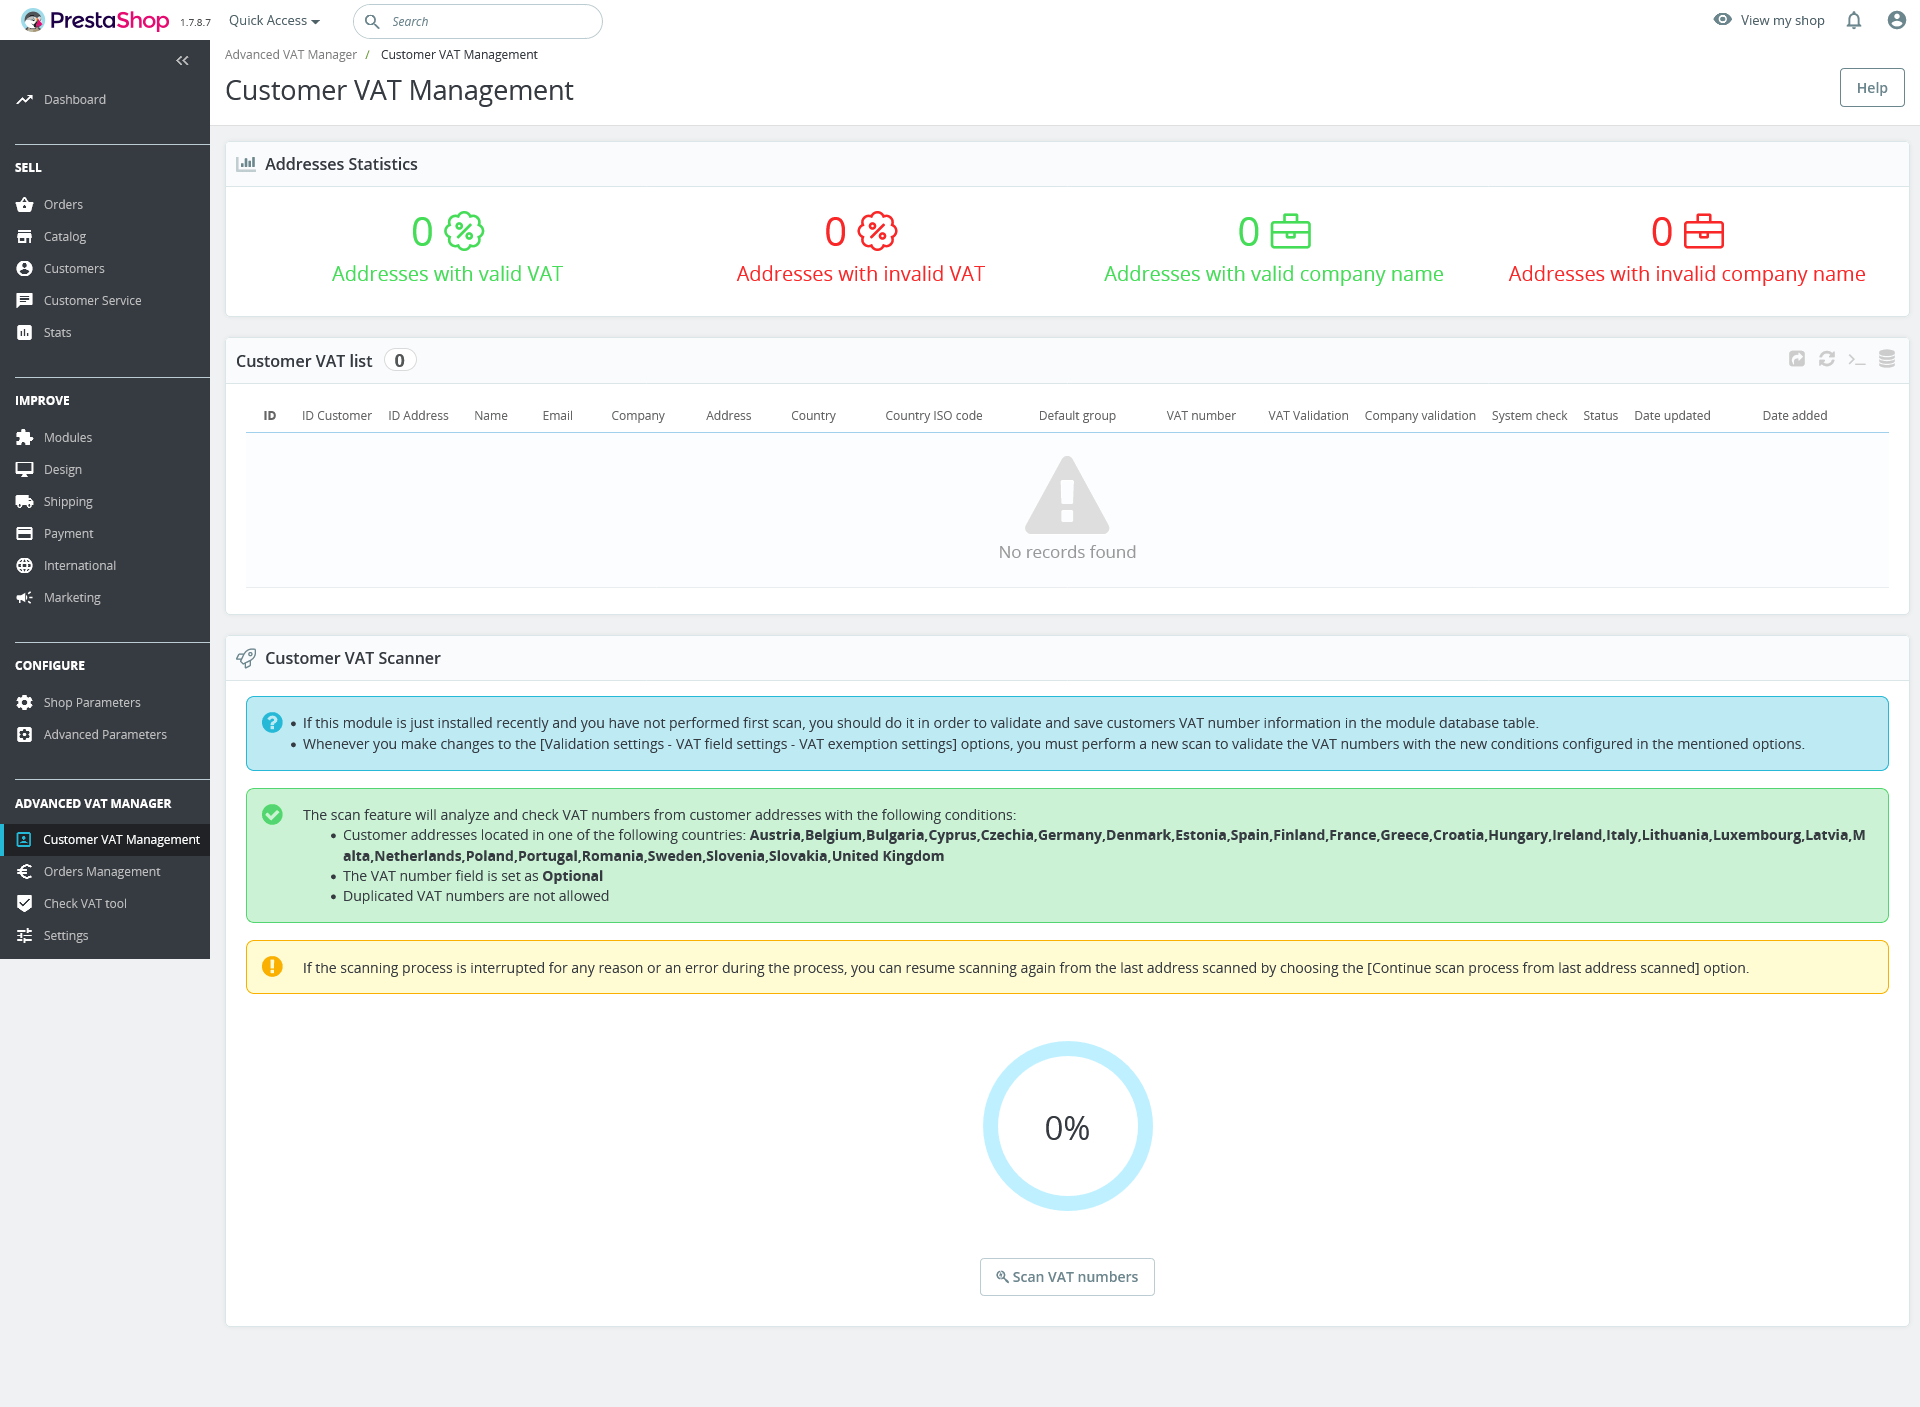 PrestaShop 1.7.8.7 Quick Access Search View my shop
Advanced VAT Manager / Customer VAT Management
Customer VAT Management
Help
Dashboard
SELL
Orders
Catalog
Customers
Customer Service
Stats
IMPROVE
Modules
Design
Shipping
Payment
International
Marketing
CONFIGURE
Shop Parameters
Advanced Parameters
ADVANCED VAT MANAGER
Customer VAT Management
Orders Management
Check VAT tool
Settings
Addresses Statistics
0 0 0 0
Addresses with valid VAT Addresses with invalid VAT Addresses with valid company name Addresses with invalid company name
Customer VAT list 0
ID ID Customer ID Address Name Email Company Address Country Country ISO code Default group VAT number VAT Validation Company validation System check Status Date updated Date added
No records found
Customer VAT Scanner
• If this module is just installed recently and you have not performed first scan, you should do it in order to validate and save customers VAT number information in the module database table.
• Whenever you make changes to the [Validation settings - VAT field settings - VAT exemption settings] options, you must perform a new scan to validate the VAT numbers with the new conditions configured in the mentioned options.
The scan feature will analyze and check VAT numbers from customer addresses with the following conditions:
• Customer addresses located in one of the following countries: Austria,Belgium,Bulgaria,Cyprus,Czechia,Germany,Denmark,Estonia,Spain,Finland,France,Greece,Croatia,Hungary,Ireland,Italy,Lithuania,Luxembourg,Latvia,M
alta,Netherlands,Poland,Portugal,Romania,Sweden,Slovenia,Slovakia,United Kingdom
• The VAT number field is set as Optional
• Duplicated VAT numbers are not allowed
If the scanning process is interrupted for any reason or an error during the process, you can resume scanning again from the last address scanned by choosing the [Continue scan process from last address scanned] option.
0%
Scan VAT numbers